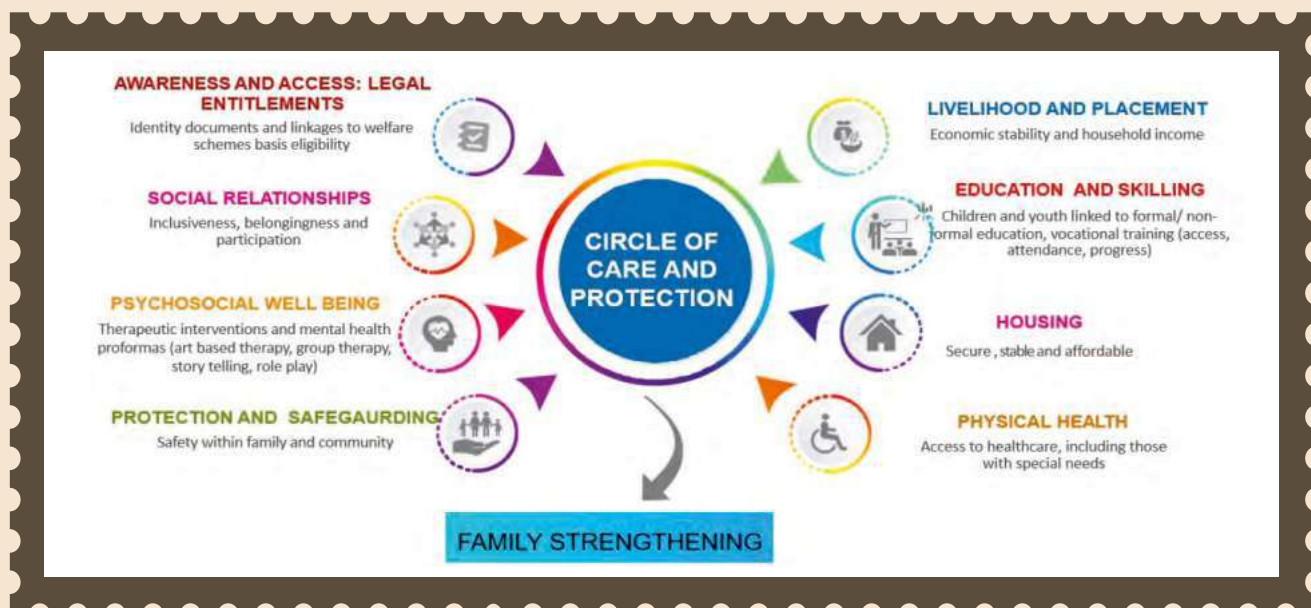 AWARENESS AND ACCESS: LEGAL
ENTITLEMENTS
Identity documents and linkages to welfare
schemes basis eligibility
SOCIAL RELATIONSHIPS
Inclusiveness, belongingness and
participation
PSYCHOSOCIAL WELL BEING
Therapeutic interventions and mental health
proformas (art based therapy, group therapy,
story telling, role play)
PROTECTION AND SAFEGAURDING
Safety within family and community
CIRCLE OF
CARE AND
PROTECTION
LIVELIHOOD AND PLACEMENT
Economic stability and household income
EDUCATION AND SKILLING
Children and youth linked to formal/ non-
formal education, vocational training (access,
attendance, progress)
HOUSING
Secure , stable and affordable
PHYSICAL HEALTH
Access to healthcare, including those
with special needs
FAMILY STRENGTHENING